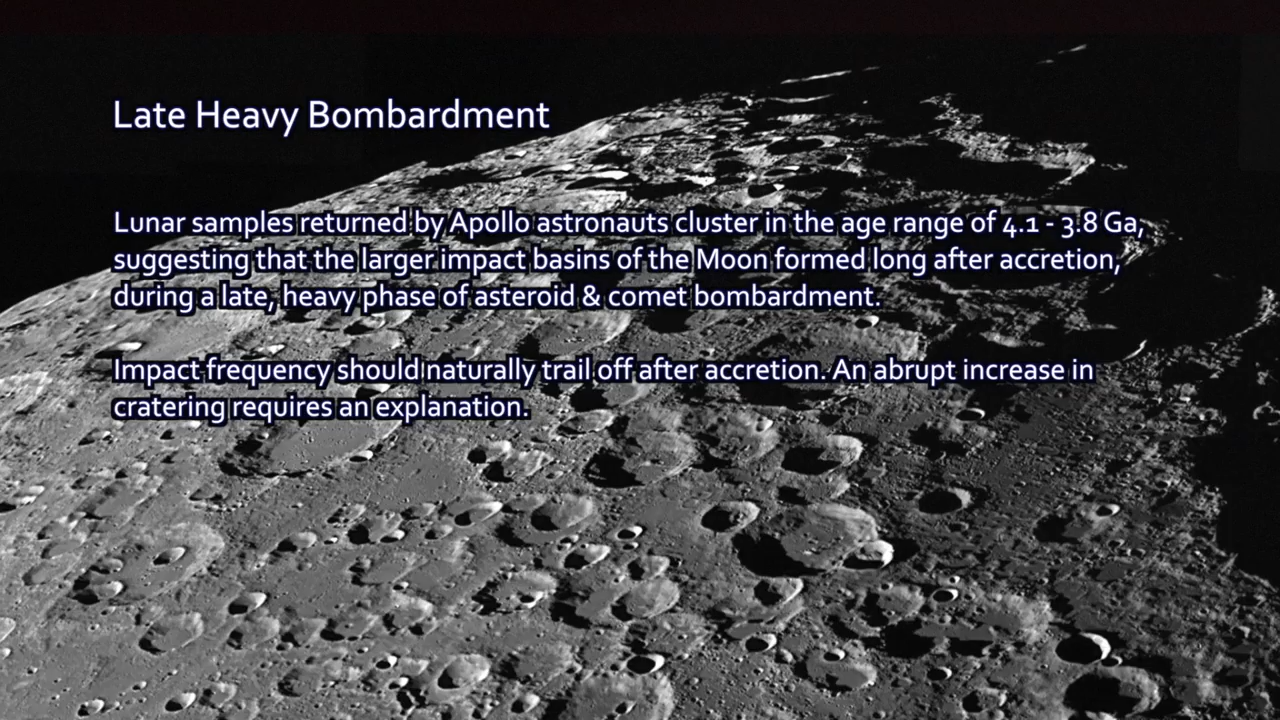 Late Heavy Bombardment
Lunar samples returned by Apollo astronauts cluster in the age range of 4.1 - 3.8 Ga,
suggesting that the larger impact basins of the Moon formed long after accretion,
during a late, heavy phase of asteroid & comet bombardment.
Impact frequency should naturally trail off after accretion. An abrupt increase in
cratering requires an explanation.